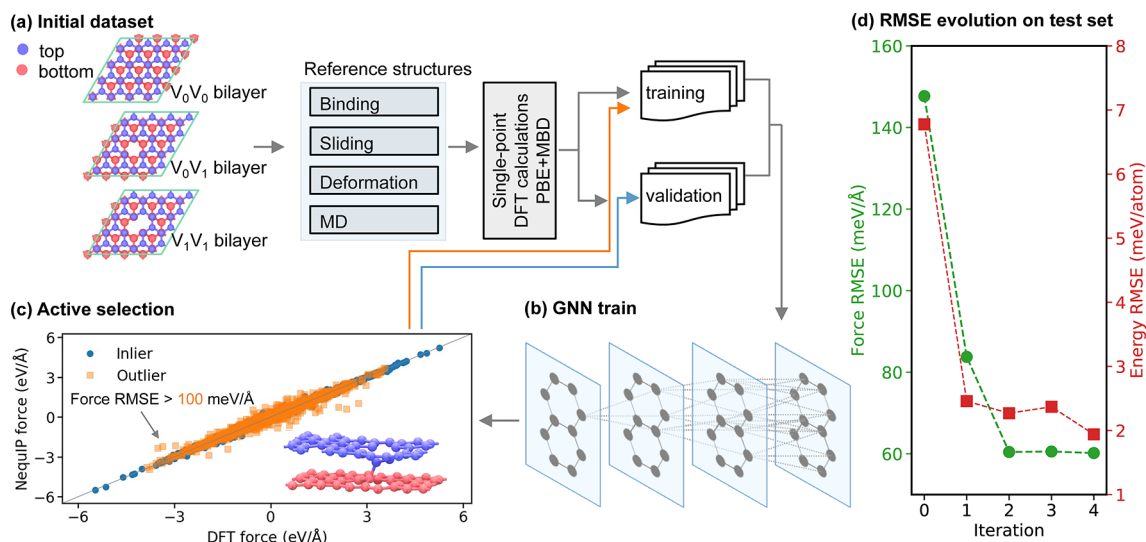 (a) Initial dataset
top
bottom
V₀V₀ bilayer
V₀V₁ bilayer
V₁V₁ bilayer
Reference structures
Binding
Sliding
Deformation
MD
Single-point
DFT calculations
PBE+MBD
training
validation
(c) Active selection
Inlier
Outlier
Force RMSE > 100 meV/Å
6
3
0
−3
−6
NequIP force (eV/Å)
−6
−3
0
3
6
DFT force (eV/Å)
(b) GNN train
(d) RMSE evolution on test set
160
140
120
100
80
60
Force RMSE (meV/Å)
8
7
6
5
4
3
2
1
Energy RMSE (meV/atom)
0
1
2
3
4
Iteration